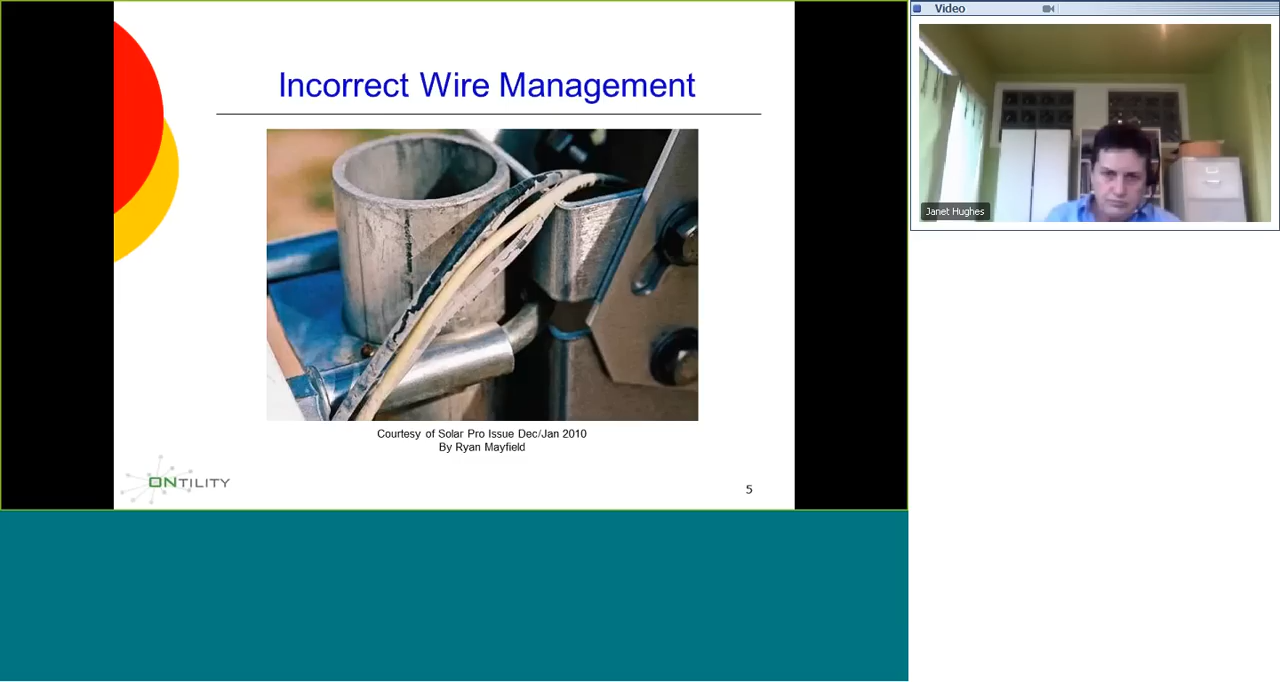 Incorrect Wire Management
Courtesy of Solar Pro Issue Dec/Jan 2010
By Ryan Mayfield
ONTILITY
5
Video
Janet Hughes